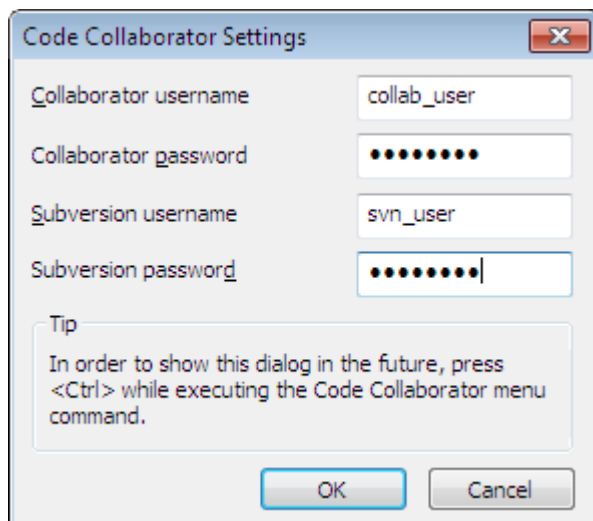 Code Collaborator Settings
Collaborator username collab_user
Collaborator password ●●●●●●●●
Subversion username svn_user
Subversion password ●●●●●●●●
Tip
In order to show this dialog in the future, press
<Ctrl> while executing the Code Collaborator menu
command.
OK Cancel